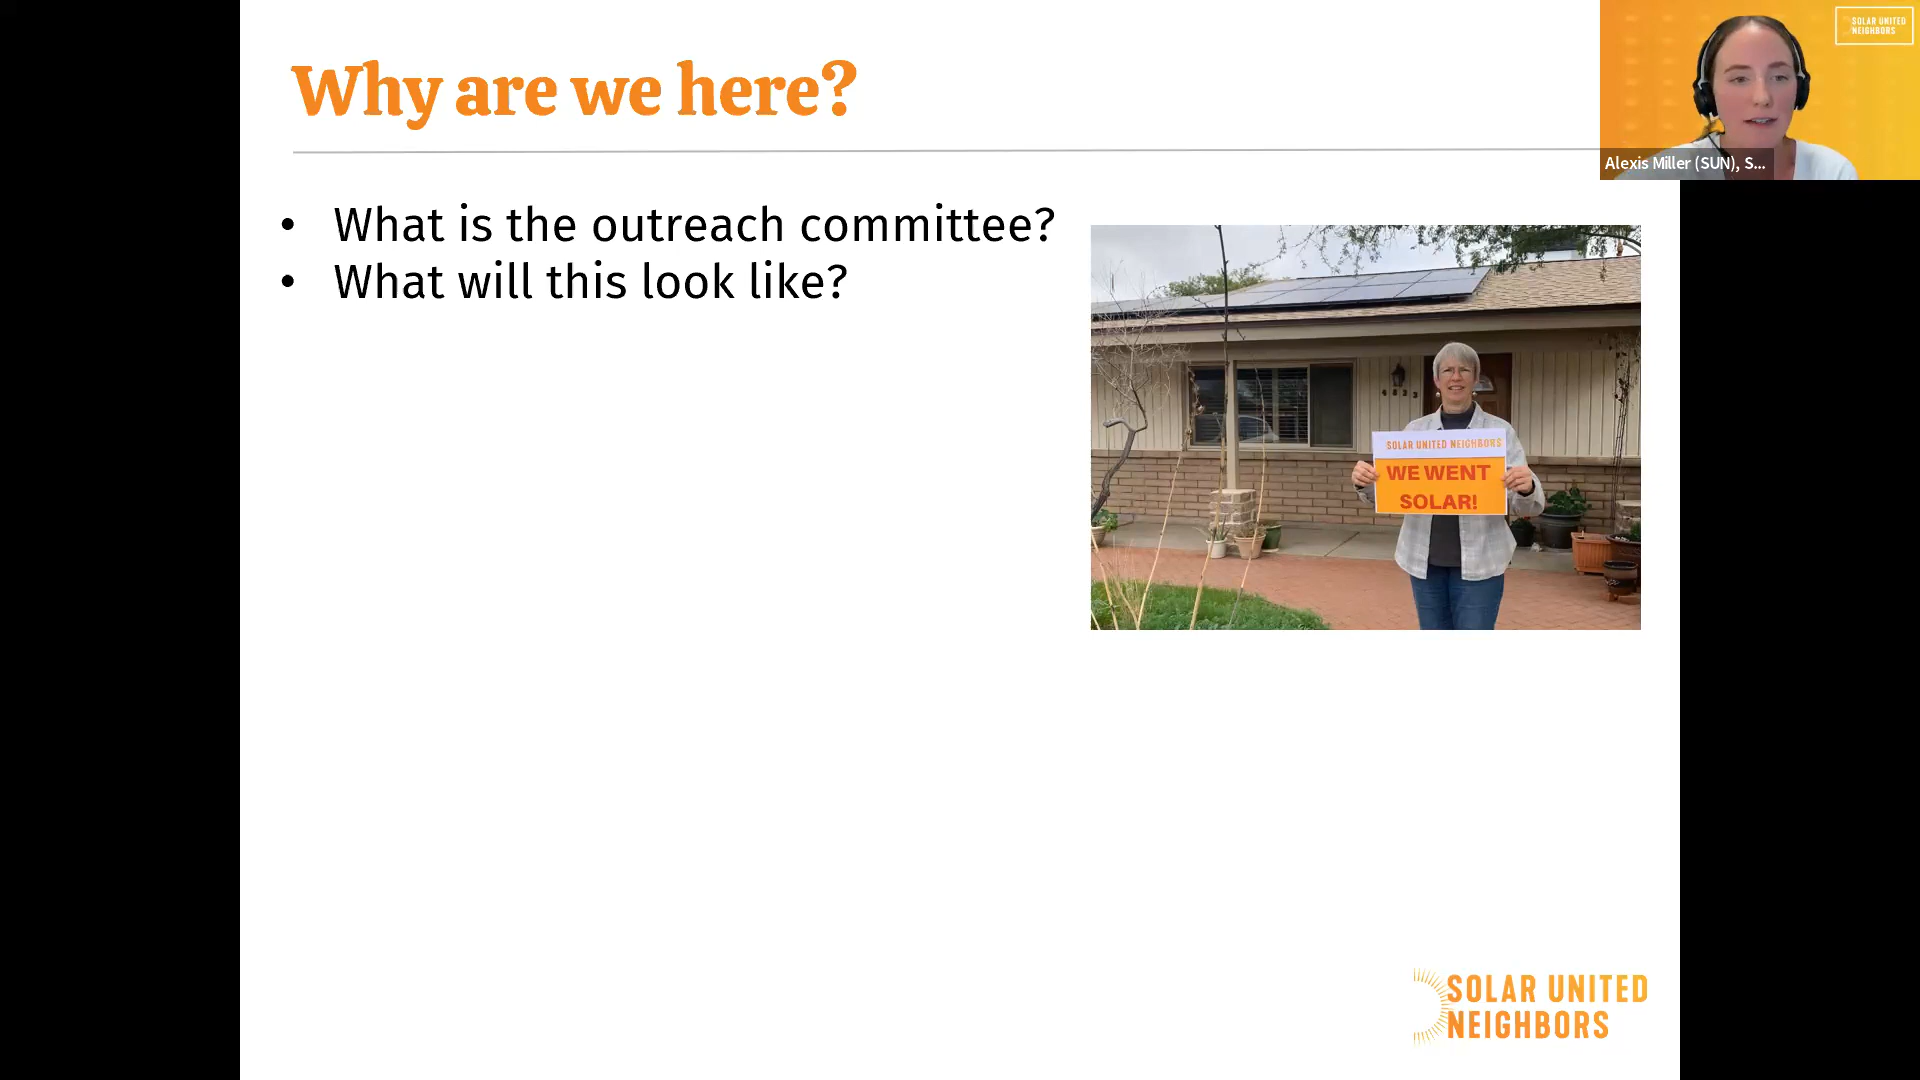 Why are we here?
SOLAR UNITED
NEIGHBORS
Alexis Miller (SUN), S...
• What is the outreach committee?
• What will this look like?
4833
SOLAR UNITED NEIGHBORS
WE WENT
SOLAR!
SOLAR UNITED
NEIGHBORS